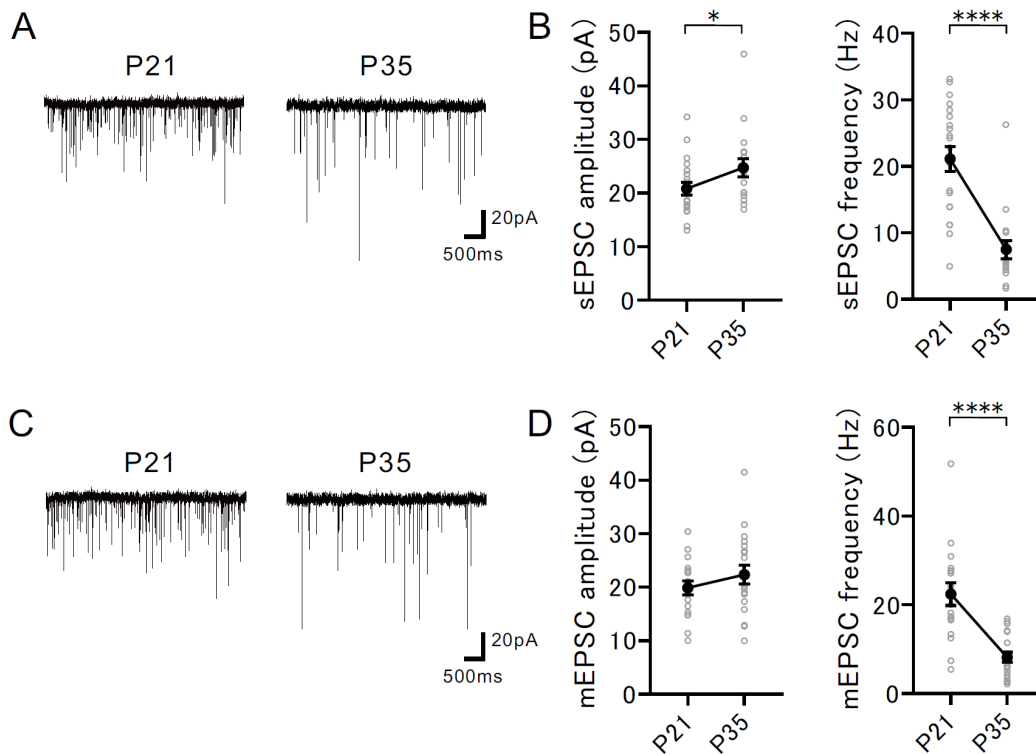 A
P21
P35
20pA
500ms
B
sEPSC amplitude (pA)
50
40
30
20
10
0
*
P21
P35
sEPSC frequency (Hz)
40
30
20
10
0
****
P21
P35
C
P21
P35
20pA
500ms
D
mEPSC amplitude (pA)
50
40
30
20
10
0
P21
P35
mEPSC frequency (Hz)
60
40
20
0
****
P21
P35